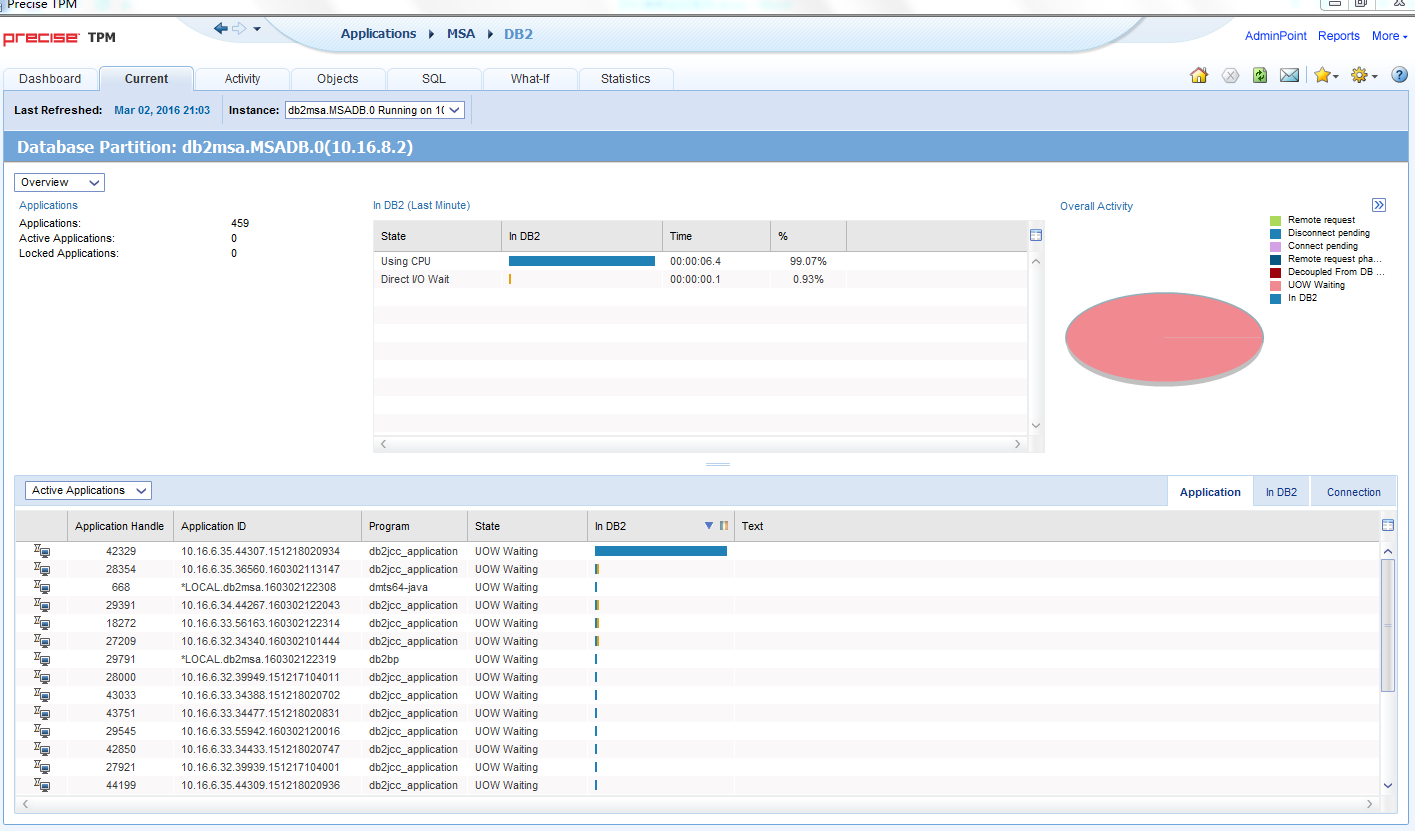 Precise TPM
precise TPM
Applications MSA DB2
AdminPoint Reports More
Dashboard Current Activity Objects SQL What-If Statistics
Last Refreshed: Mar 02, 2016 21:03 Instance: db2msa.MSADB.0 Running on 10
Database Partition: db2msa.MSADB.0(10.16.8.2)
Overview
Applications
Applications: 459
Active Applications: 0
Locked Applications: 0
In DB2 (Last Minute)
State In DB2 Time %
Using CPU 00:00:06.4 99.07%
Direct I/O Wait 00:00:00.1 0.93%
Overall Activity
Remote request
Disconnect pending
Connect pending
Remote request pha...
Decoupled From DB ...
UOW Waiting
In DB2
Active Applications Application In DB2 Connection
Application Handle Application ID Program State In DB2 Text
42329 10.16.6.35.44307.151218020934 db2jcc_application UOW Waiting
28354 10.16.6.35.36560.160302113147 db2jcc_application UOW Waiting
668 *LOCAL.db2msa.160302122308 dmts64-java UOW Waiting
29391 10.16.6.34.44267.160302122043 db2jcc_application UOW Waiting
18272 10.16.6.33.56163.160302122314 db2jcc_application UOW Waiting
27209 10.16.6.32.34340.160302101444 db2jcc_application UOW Waiting
29791 *LOCAL.db2msa.160302122319 db2bp UOW Waiting
28000 10.16.6.32.39949.151217104011 db2jcc_application UOW Waiting
43033 10.16.6.33.34388.151218020702 db2jcc_application UOW Waiting
43751 10.16.6.33.34477.151218020831 db2jcc_application UOW Waiting
29545 10.16.6.33.55942.160302120016 db2jcc_application UOW Waiting
42850 10.16.6.33.34433.151218020747 db2jcc_application UOW Waiting
27921 10.16.6.32.39939.151217104001 db2jcc_application UOW Waiting
44199 10.16.6.35.44309.151218020936 db2jcc_application UOW Waiting